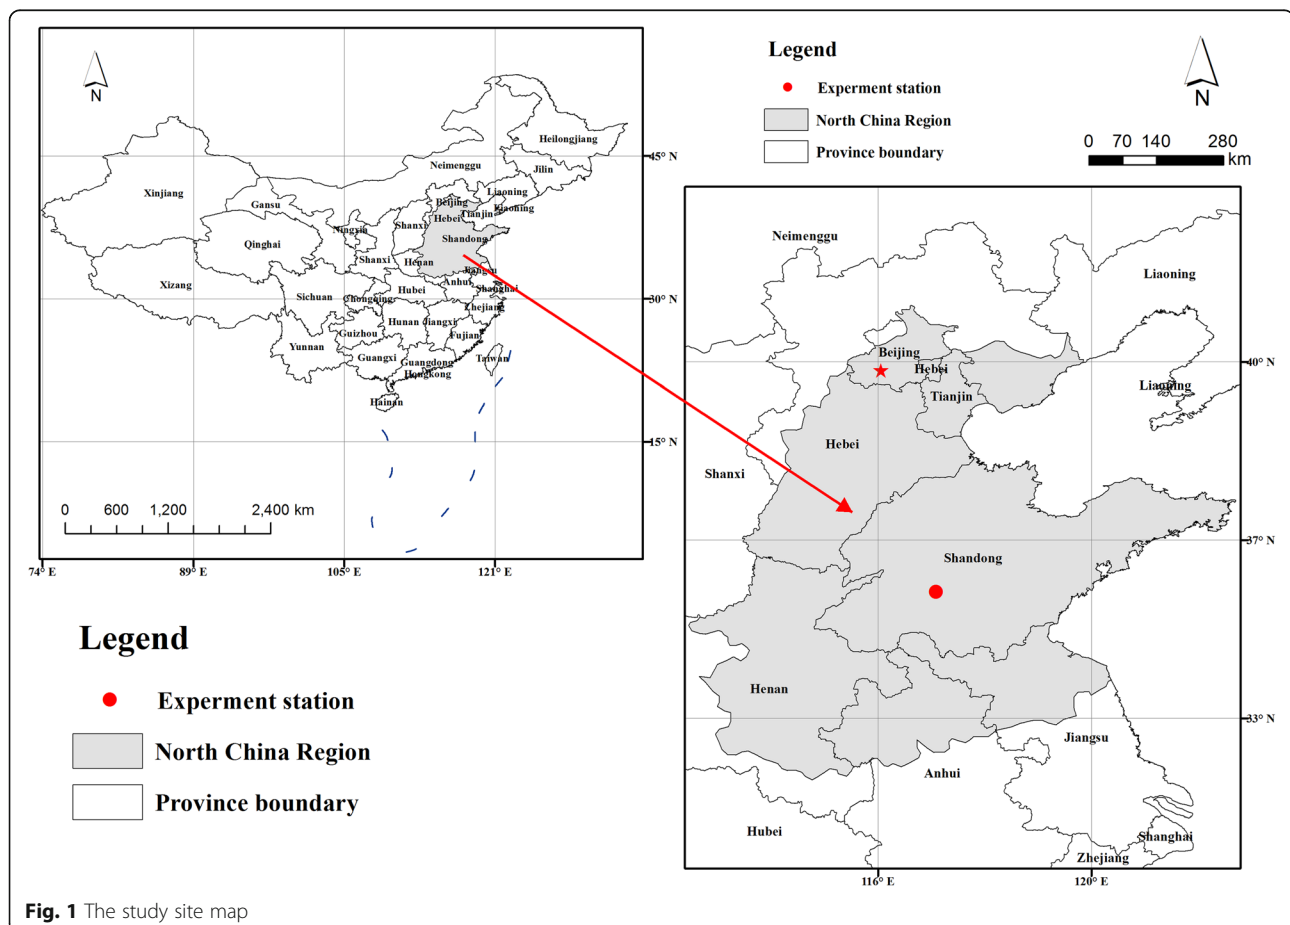 N
Heilongjiang
Neimenggu
45° N
Jilin
Xinjiang
Liaoning
Gansu
Beijing
Liaoning
Tianjin
Hebei
Shanxi
Ningxia
Qinghai
Shandong
Shanxi
Henan
Jiangsu
Xizang
Anhui
Shanghai
Hubei
Sichuan
Chongqing
30° N
Zhejiang
Hunan
Jiangxi
Guizhou
Fujian
Yunnan
Guangxi
Taiwan
Guangdong
Hongkong
Hainan
15° N
0 600 1,200 2,400 km
74° E 89° E 105° E 121° E
Legend
Experment station
North China Region
Province boundary
Legend
Experment station
North China Region
Province boundary
N
0 70 140 280
km
Neimenggu
Liaoning
Beijing
40° N
Hebei
Liaoning
Tianjin
Hebei
Shanxi
37° N
Shandong
Henan
33° N
Jiangsu
Anhui
Hubei
Shanghai
Zhejiang
116° E 120° E
Fig. 1 The study site map